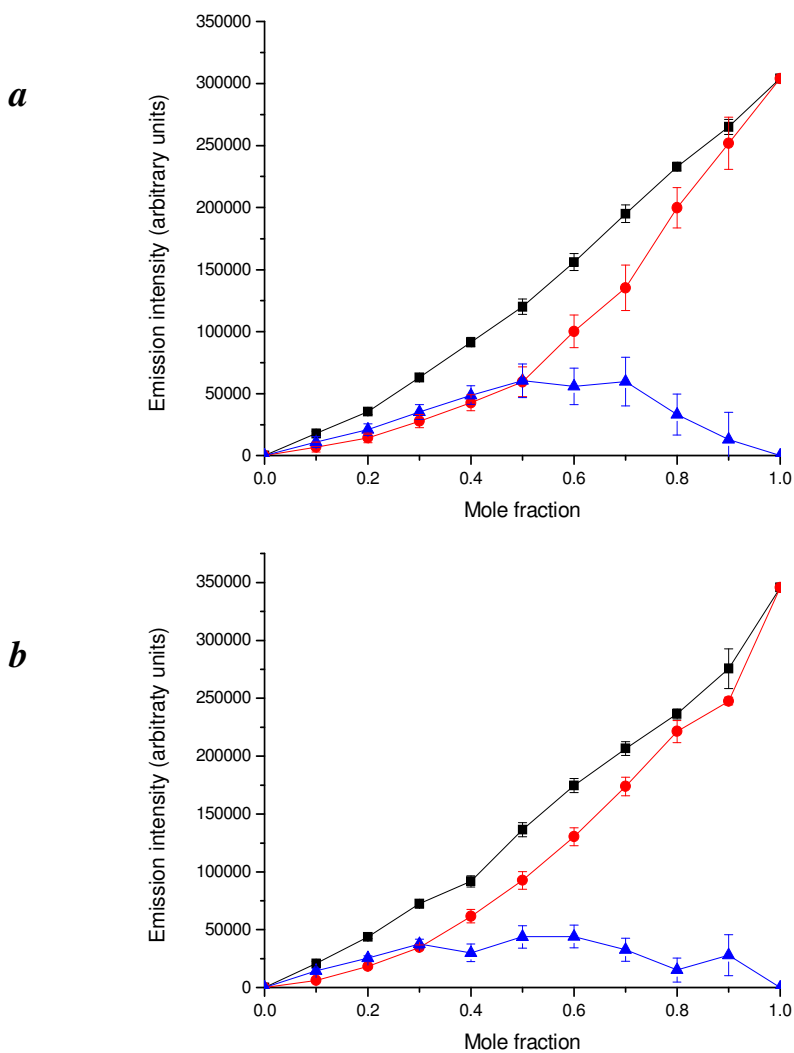 a
350000
300000
250000
200000
150000
100000
50000
0
Emission intensity (arbitrary units)
0.0 0.2 0.4 0.6 0.8 1.0
Mole fraction
b
350000
300000
250000
200000
150000
100000
50000
0
Emission intensity (arbitraty units)
0.0 0.2 0.4 0.6 0.8 1.0
Mole fraction